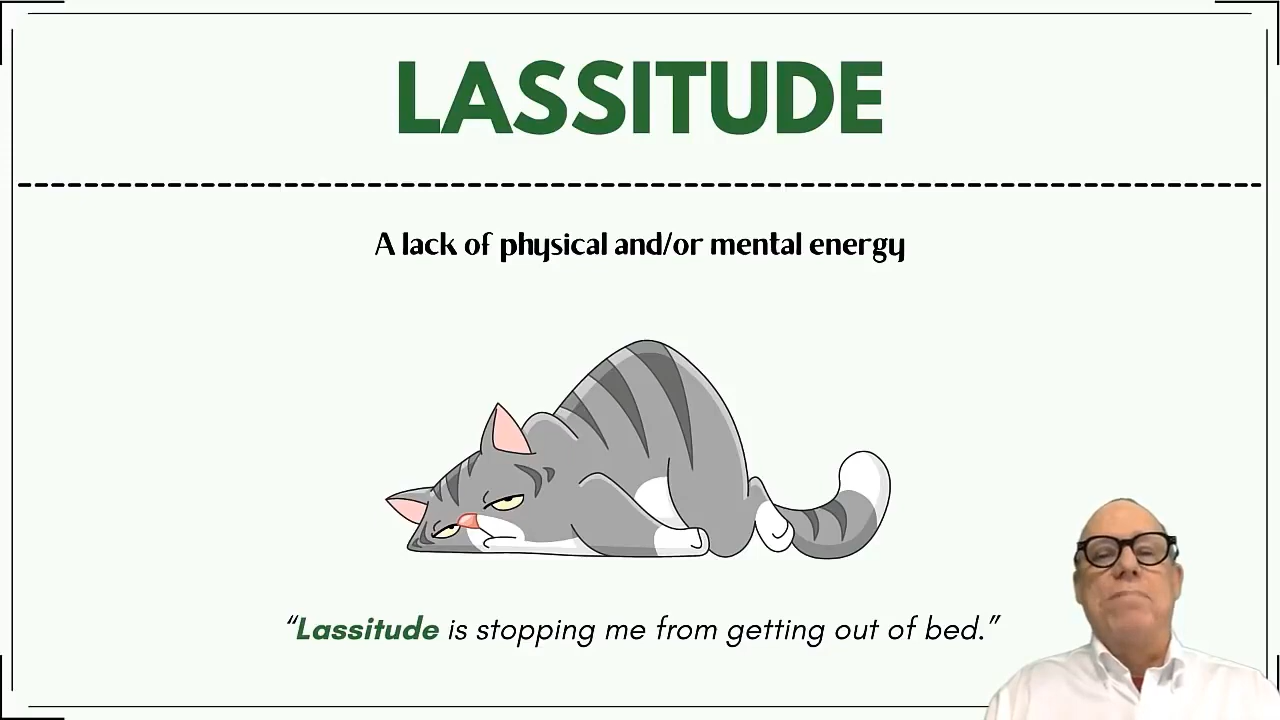 LASSITUDE
A lack of physical and/or mental energy
“Lassitude is stopping me from getting out of bed.”